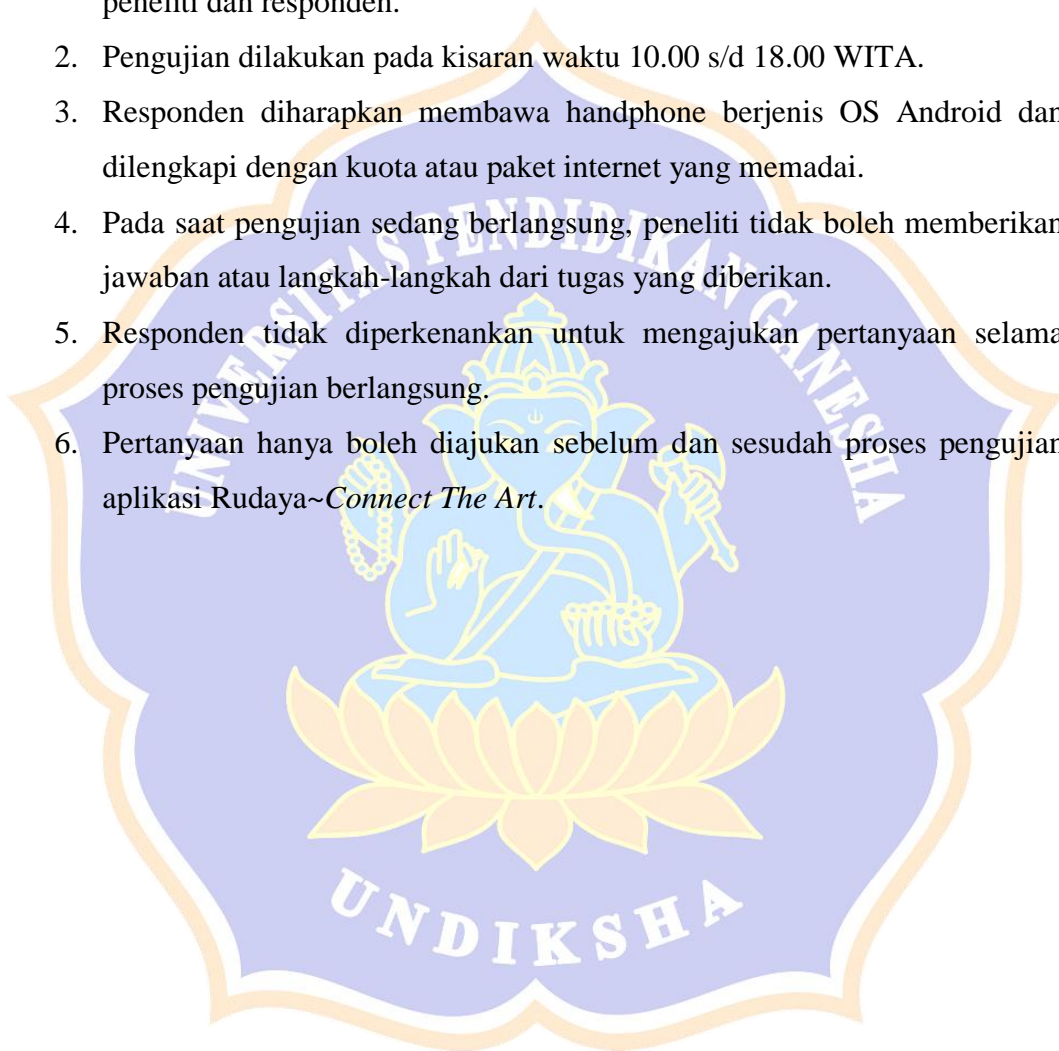 peneliti dan responden.
2. Pengujian dilakukan pada kisaran waktu 10.00 s/d 18.00 WITA.
3. Responden diharapkan membawa handphone berjenis OS Android dan
dilengkapi dengan kuota atau paket internet yang memadai.
4. Pada saat pengujian sedang berlangsung, peneliti tidak boleh memberikan
jawaban atau langkah-langkah dari tugas yang diberikan.
5. Responden tidak diperkenankan untuk mengajukan pertanyaan selama
proses pengujian berlangsung.
6. Pertanyaan hanya boleh diajukan sebelum dan sesudah proses pengujian
aplikasi Rudaya~Connect The Art.
UNIVERSITAS PENDIDIKAN GANESHA
UNDIKSHA